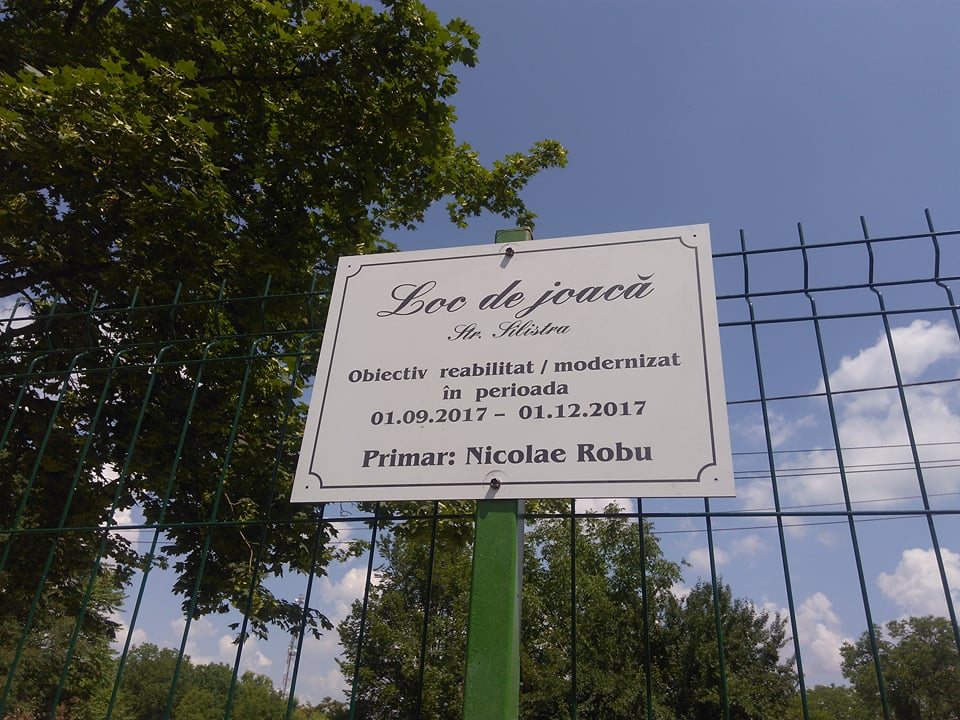 Loc de joacă
Str. Silistra
Obiectiv reabilitat / modernizat
în perioada
01.09.2017 – 01.12.2017
Primar: Nicolae Robu